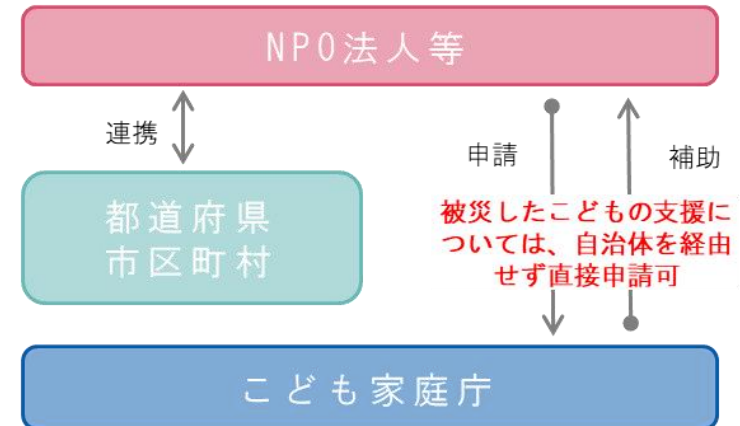 NPO法人等
連携
申請
補助
被災したこどもの支援に
ついては、自治体を経由
せず直接申請可
都道府県
市区町村
こども家庭庁